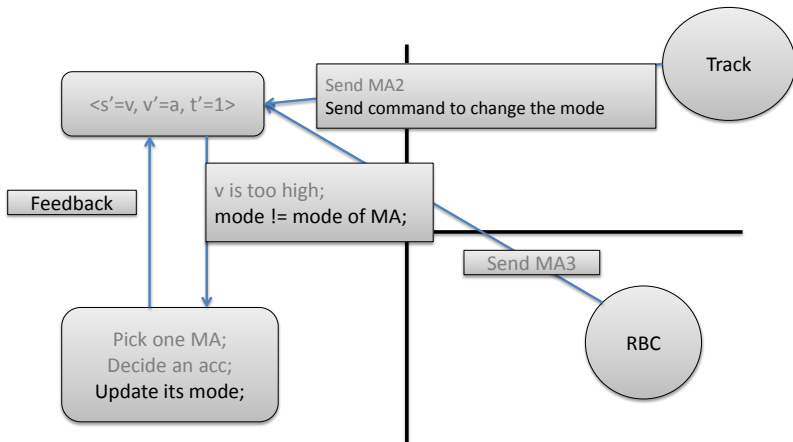 Track
Send MA2
Send command to change the mode
<s’=v, v’=a, t’=1>
v is too high;
mode != mode of MA;
Feedback
Send MA3
RBC
Pick one MA;
Decide an acc;
Update its mode;